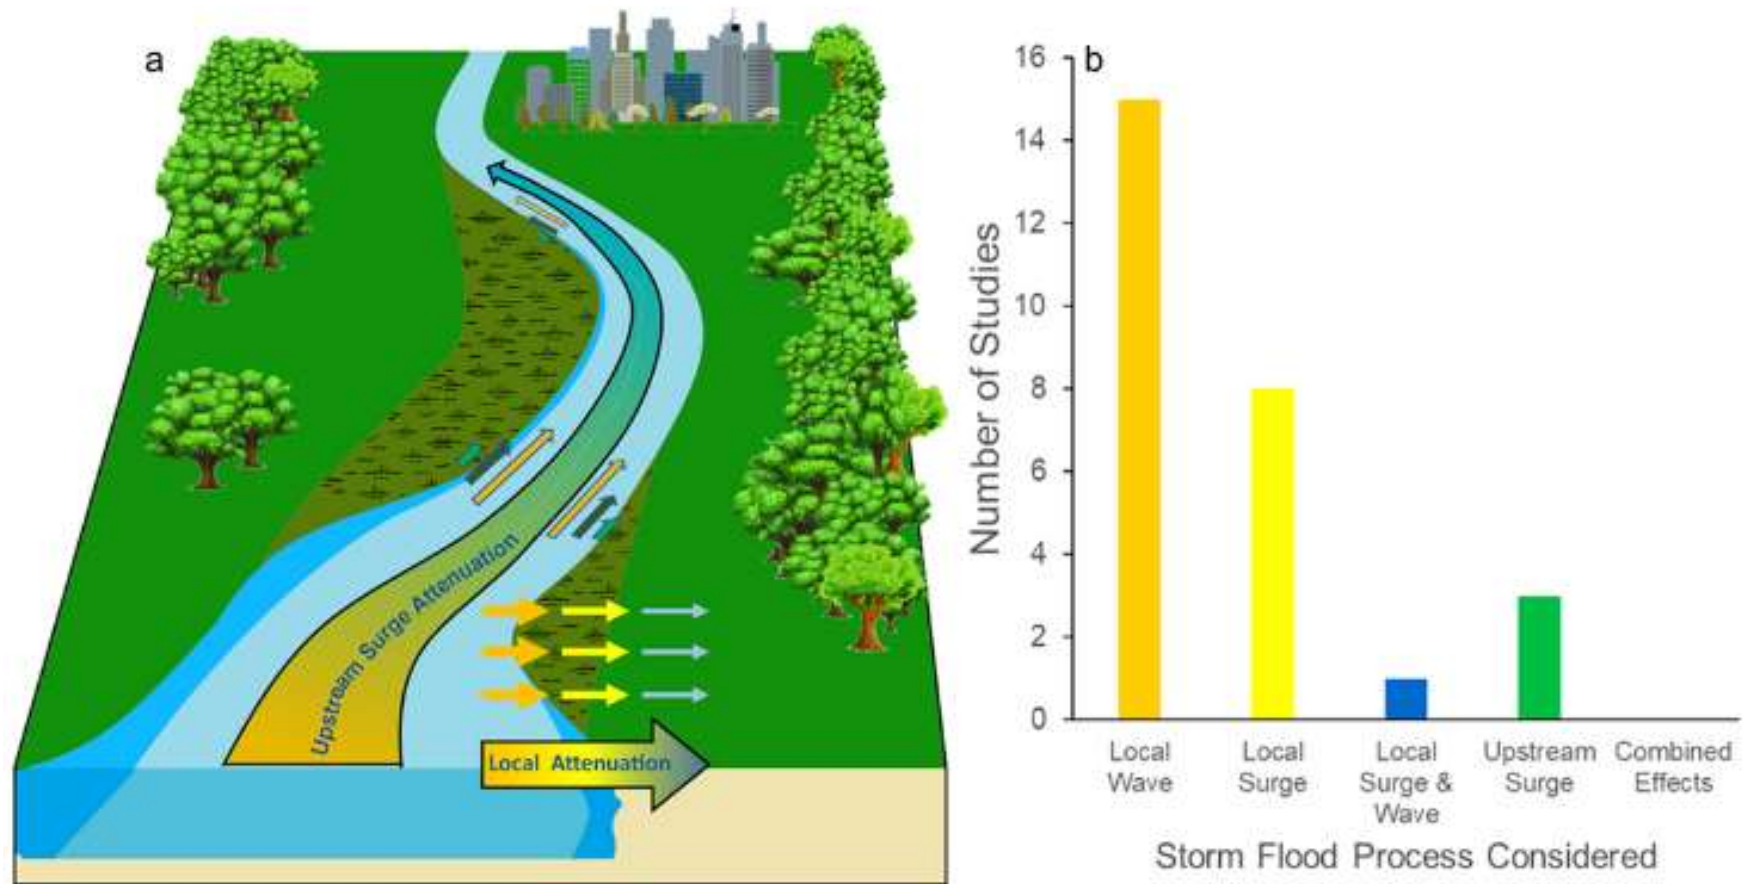 a
Upstream Surge Attenuation
Local Attenuation
b
16
14
12
10
8
6
4
2
0
Number of Studies
Local
Wave
Local
Surge
Local
Surge &
Wave
Upstream
Surge
Combined
Effects
Storm Flood Process Considered